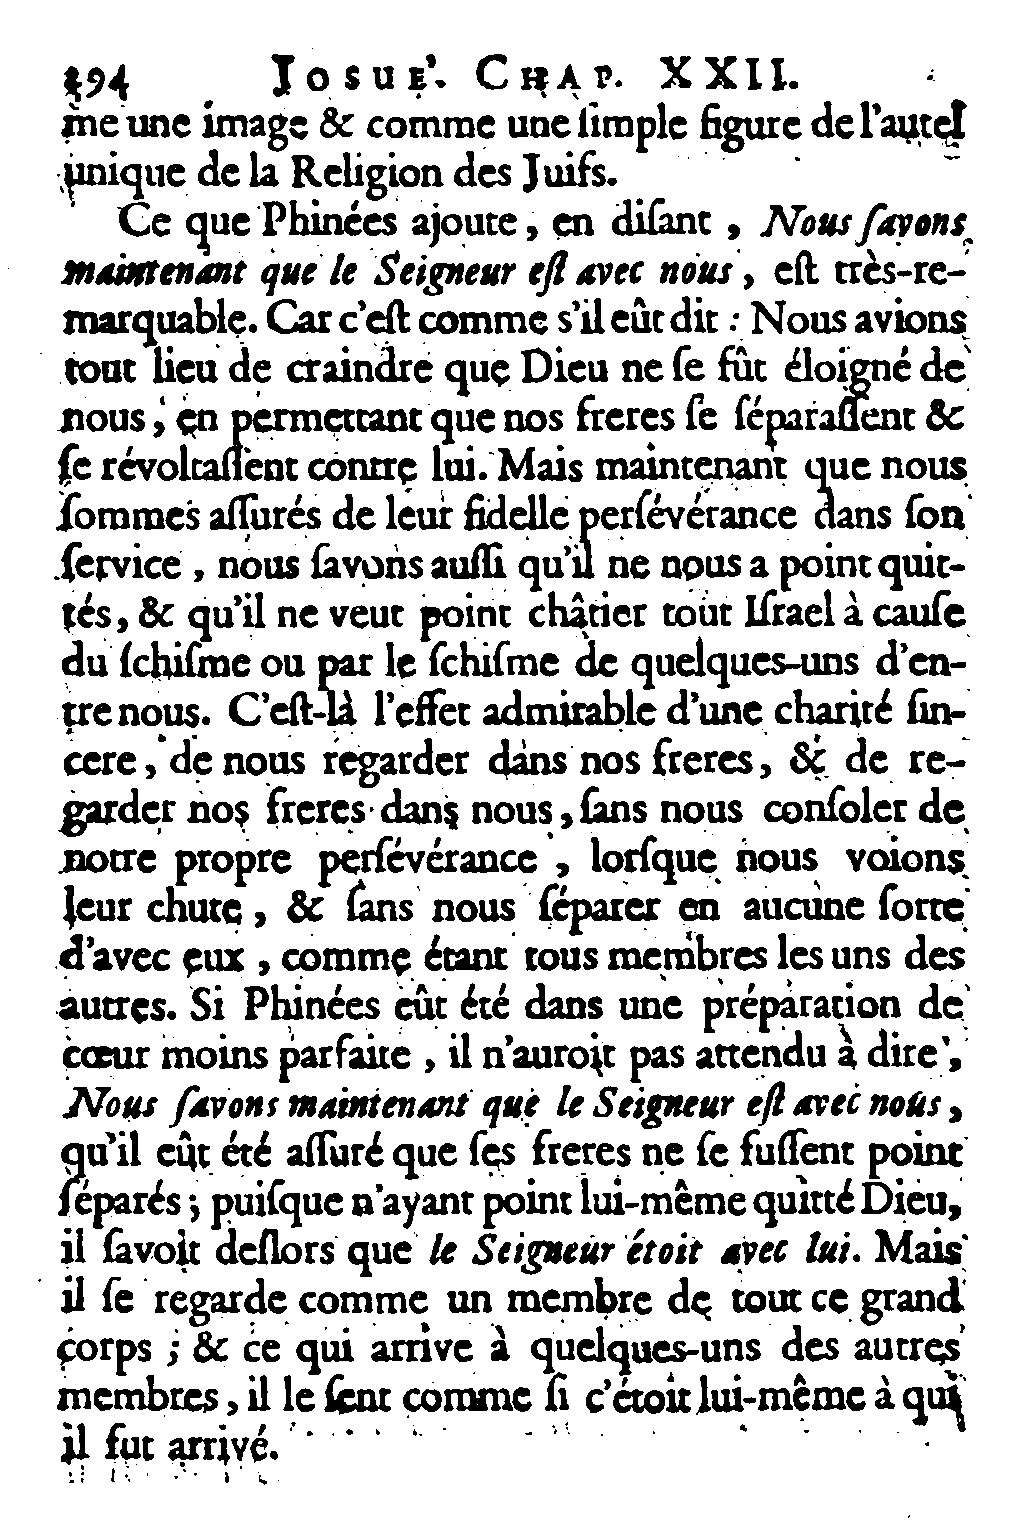 394 JOSUÉ. CHAP. XXII.
me une image & comme une ſimple figure de l'autel
unique de la Religion des Juifs.
Ce que Phinées ajoute, en diſant, Nous ſavons
maintenant que le Seigneur eſt avec nous, eſt très-re-
marquable. Car c'eſt comme s'il eût dit : Nous avions
tout lieu de craindre que Dieu ne ſe fût éloigné de
nous, en permettant que nos freres ſe ſéparaſſent &
ſe révoltaſſent contre lui. Mais maintenant que nous
ſommes aſſurés de leur fidelle perſévérance dans ſon
ſervice, nous ſavons auſſi qu'il ne nous a point quit-
tés, & qu'il ne veut point châtier tout Iſrael à cauſe
du ſchiſme ou par le ſchiſme de quelques-uns d'en-
tre nous. C'eſt-là l'effet admirable d'une charité ſin-
cere, de nous regarder dans nos freres, & de re-
garder nos freres dans nous, ſans nous conſoler de
notre propre perſévérance, lorſque nous voions
leur chute, & ſans nous ſéparer en aucune ſorte
d'avec eux, comme étant tous membres les uns des
autres. Si Phinées eût été dans une préparation de
cœur moins parfaite, il n'auroit pas attendu à dire,
Nous ſavons maintenant que le Seigneur eſt avec nous,
qu'il eût été aſſuré que ſes freres ne ſe fuſſent point
ſéparés ; puiſque n'ayant point lui-même quitté Dieu,
il ſavoit deſlors que le Seigneur étoit avec lui. Mais
il ſe regarde comme un membre de tout ce grand
corps ; & ce qui arrive à quelques-uns des autres
membres, il le ſent comme ſi c'étoit lui-même à qui
il fut arrivé.